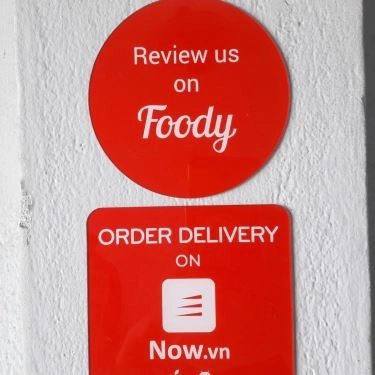 Review us
on
Foody
ORDER DELIVERY
ON
Now.vn